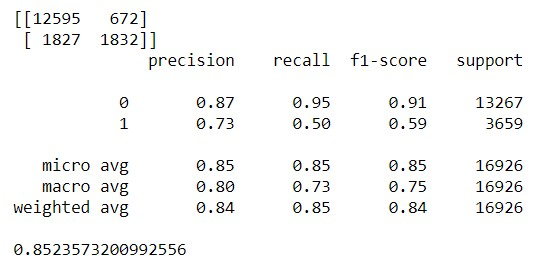 [[12595 672]
[ 1827 1832]]
precision recall f1-score support
0 0.87 0.95 0.91 13267
1 0.73 0.50 0.59 3659
micro avg 0.85 0.85 0.85 16926
macro avg 0.80 0.73 0.75 16926
weighted avg 0.84 0.85 0.84 16926
0.8523573200992556